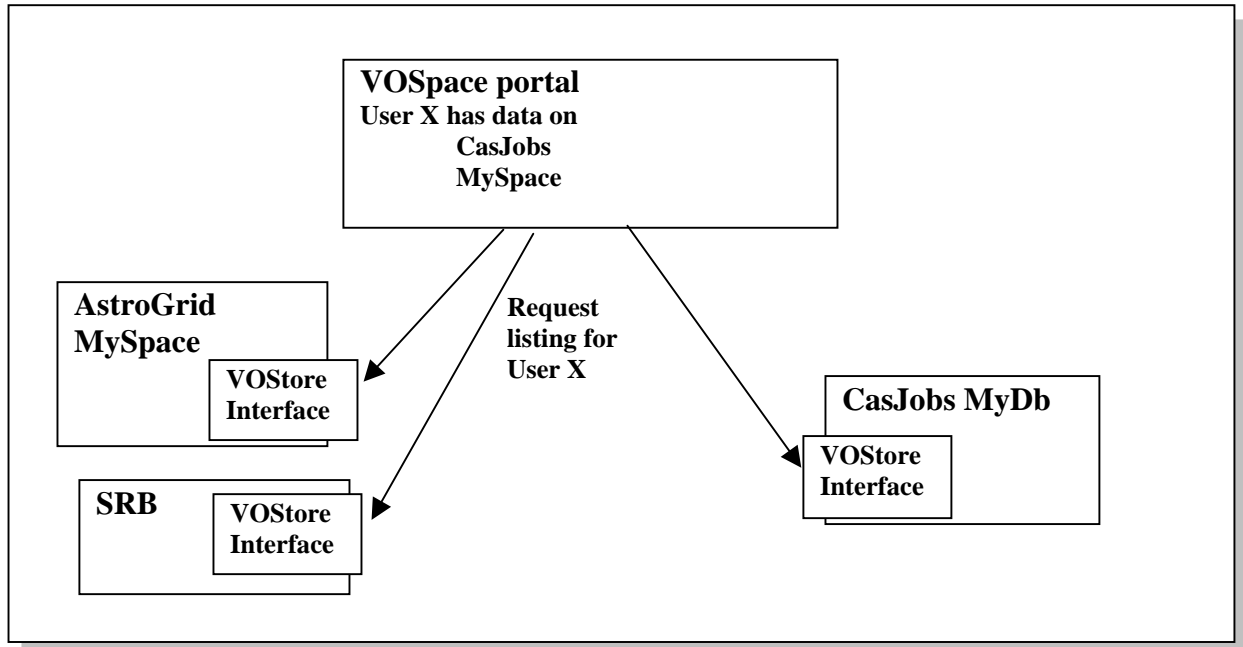 VOSpace portal
User X has data on
CasJobs
MySpace
AstroGrid
MySpace
VOStore
Interface
Request
listing for
User X
CasJobs MyDb
VOStore
Interface
SRB
VOStore
Interface